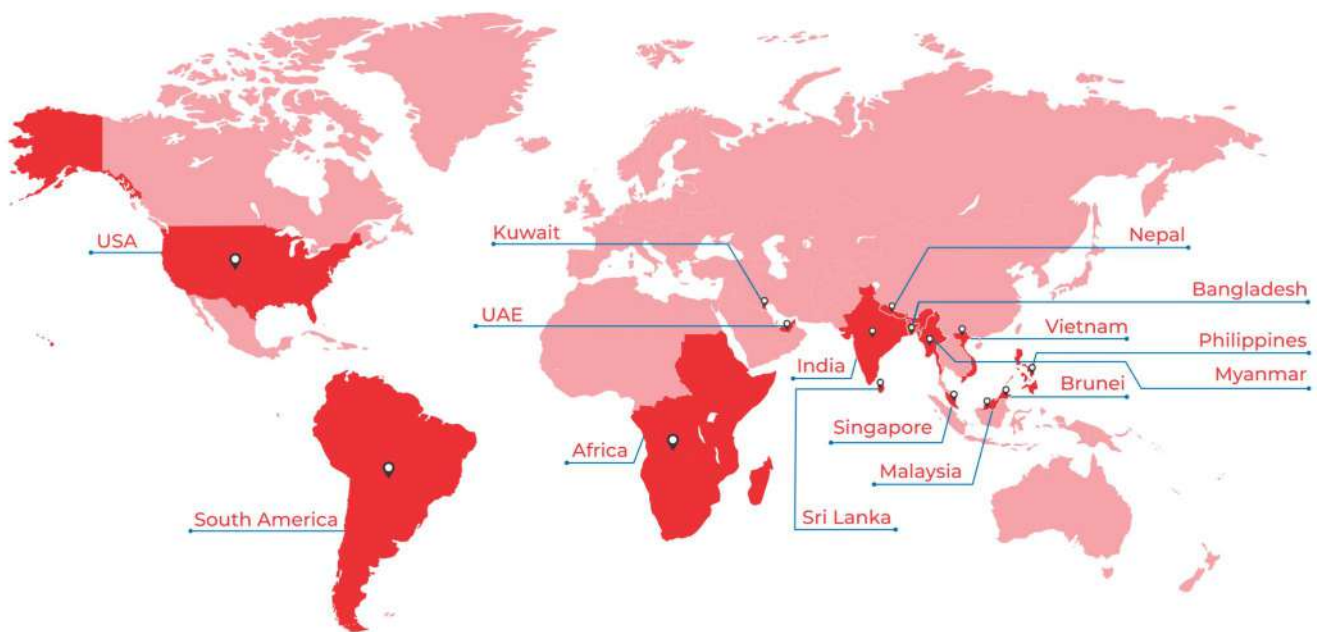 USA
Kuwait
Nepal
Bangladesh
UAE
Vietnam
Philippines
India
Myanmar
Brunei
Singapore
Africa
Malaysia
South America
Sri Lanka